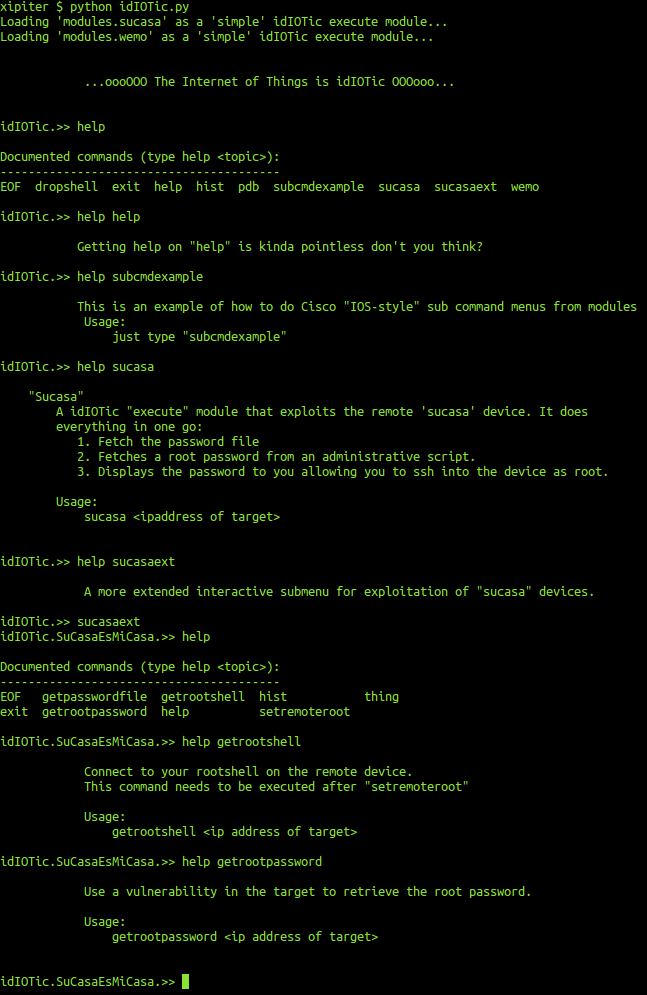 xipiter $ python idIOTic.py
Loading 'modules.sucasa' as a 'simple' idIOTic execute module...
Loading 'modules.wemo' as a 'simple' idIOTic execute module...
...oooOOO The Internet of Things is idIOTic OOOooo...
idIOTic.>> help
Documented commands (type help <topic>):
========================================
EOF  dropshell  exit  help  hist  pdb  subcmdexample  sucasa  sucasaext  wemo
idIOTic.>> help help
Getting help on "help" is kinda pointless don't you think?
idIOTic.>> help subcmdexample
This is an example of how to do Cisco "IOS-style" sub command menus from modules
Usage:
just type "subcmdexample"
idIOTic.>> help sucasa
"Sucasa"
A idIOTic "execute" module that exploits the remote 'sucasa' device. It does
everything in one go:
1. Fetch the password file
2. Fetches a root password from an administrative script.
3. Displays the password to you allowing you to ssh into the device as root.
Usage:
sucasa <ipaddress of target>
idIOTic.>> help sucasaext
A more extended interactive submenu for exploitation of "sucasa" devices.
idIOTic.>> sucasaext
idIOTic.SuCasaEsMiCasa.>> help
Documented commands (type help <topic>):
========================================
EOF   getpasswordfile  getrootshell  hist           thing
exit  getrootpassword  help          setremoteroot
idIOTic.SuCasaEsMiCasa.>> help getrootshell
Connect to your rootshell on the remote device.
This command needs to be executed after "setremoteroot"
Usage:
getrootshell <ip address of target>
idIOTic.SuCasaEsMiCasa.>> help getrootpassword
Use a vulnerability in the target to retrieve the root password.
Usage:
getrootpassword <ip address of target>
idIOTic.SuCasaEsMiCasa.>>